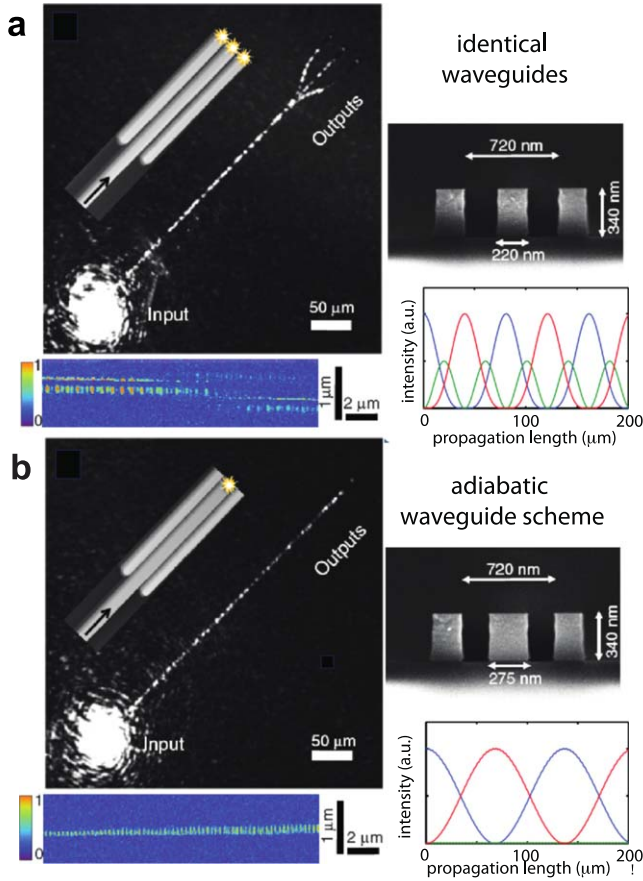 a
identical
waveguides
Outputs
Input
50 μm
720 nm
340 nm
220 nm
1
0
1 μm
2 μm
intensity (a.u.)
0 50 100 150 200
propagation length (μm)
b
adiabatic
waveguide scheme
Outputs
Input
50 μm
720 nm
340 nm
275 nm
1
0
1 μm
2 μm
intensity (a.u.)
0 50 100 150 200
propagation length (μm) !